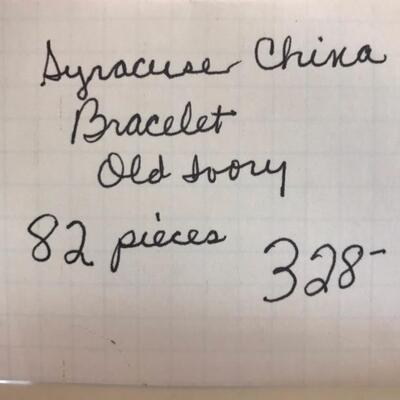 Syracuse China
Bracelet
Old Ivory
82 pieces 328-